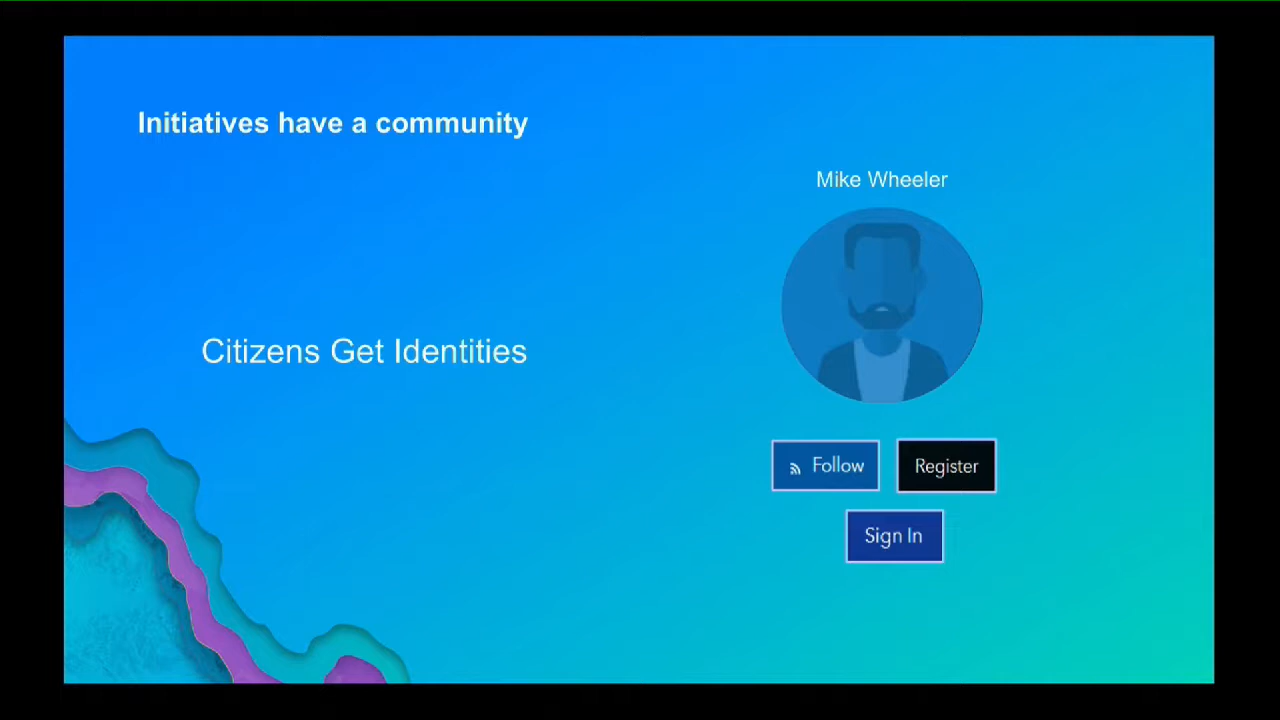 Initiatives have a community
Mike Wheeler
Citizens Get Identities
Follow
Register
Sign In